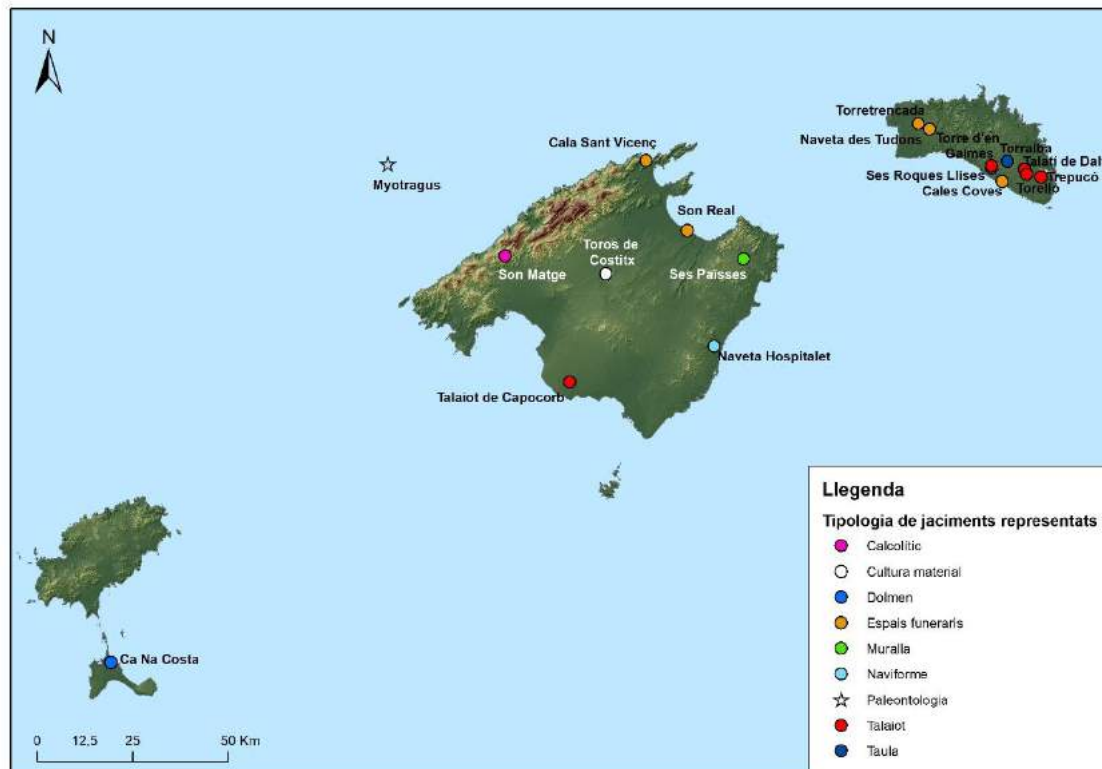 N
Torretrencada
Naveta des Tudons
Torre d'en
Gaimes
Torralba
Talatí de Dalt
Ses Roques Llises
Trepucó
Cales Coves
Torelló
Cala Sant Vicenç
Myotragus
Son Real
Toros de
Costitx
Son Matge
Ses Païsses
Naveta Hospitalet
Talaiot de Capocorb
Ca Na Costa
0 12,5 25 50 Km
Llegenda
Tipologia de jaciments representats
Calcolític
Cultura material
Dolmen
Espais funeraris
Muralla
Naviforme
Paleontologia
Talaiot
Taula